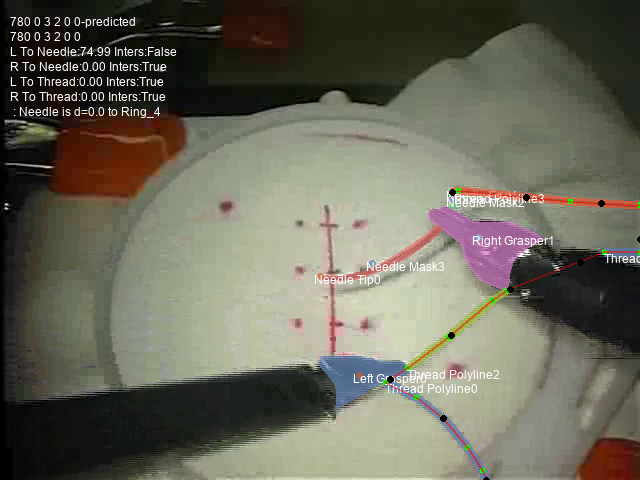 780 0 3 2 0 0-predicted
780 0 3 2 0 0
L To Needle:74.99 Inters:False
R To Needle:0.00 Inters:True
L To Thread:0.00 Inters:True
R To Thread:0.00 Inters:True
: Needle is d=0.0 to Ring_4
Thread Polyline3
Needle Mask2
Right Grasper1
Thread
Needle Mask3
Needle Tip0
Left Grasper0
Thread Polyline2
Thread Polyline0